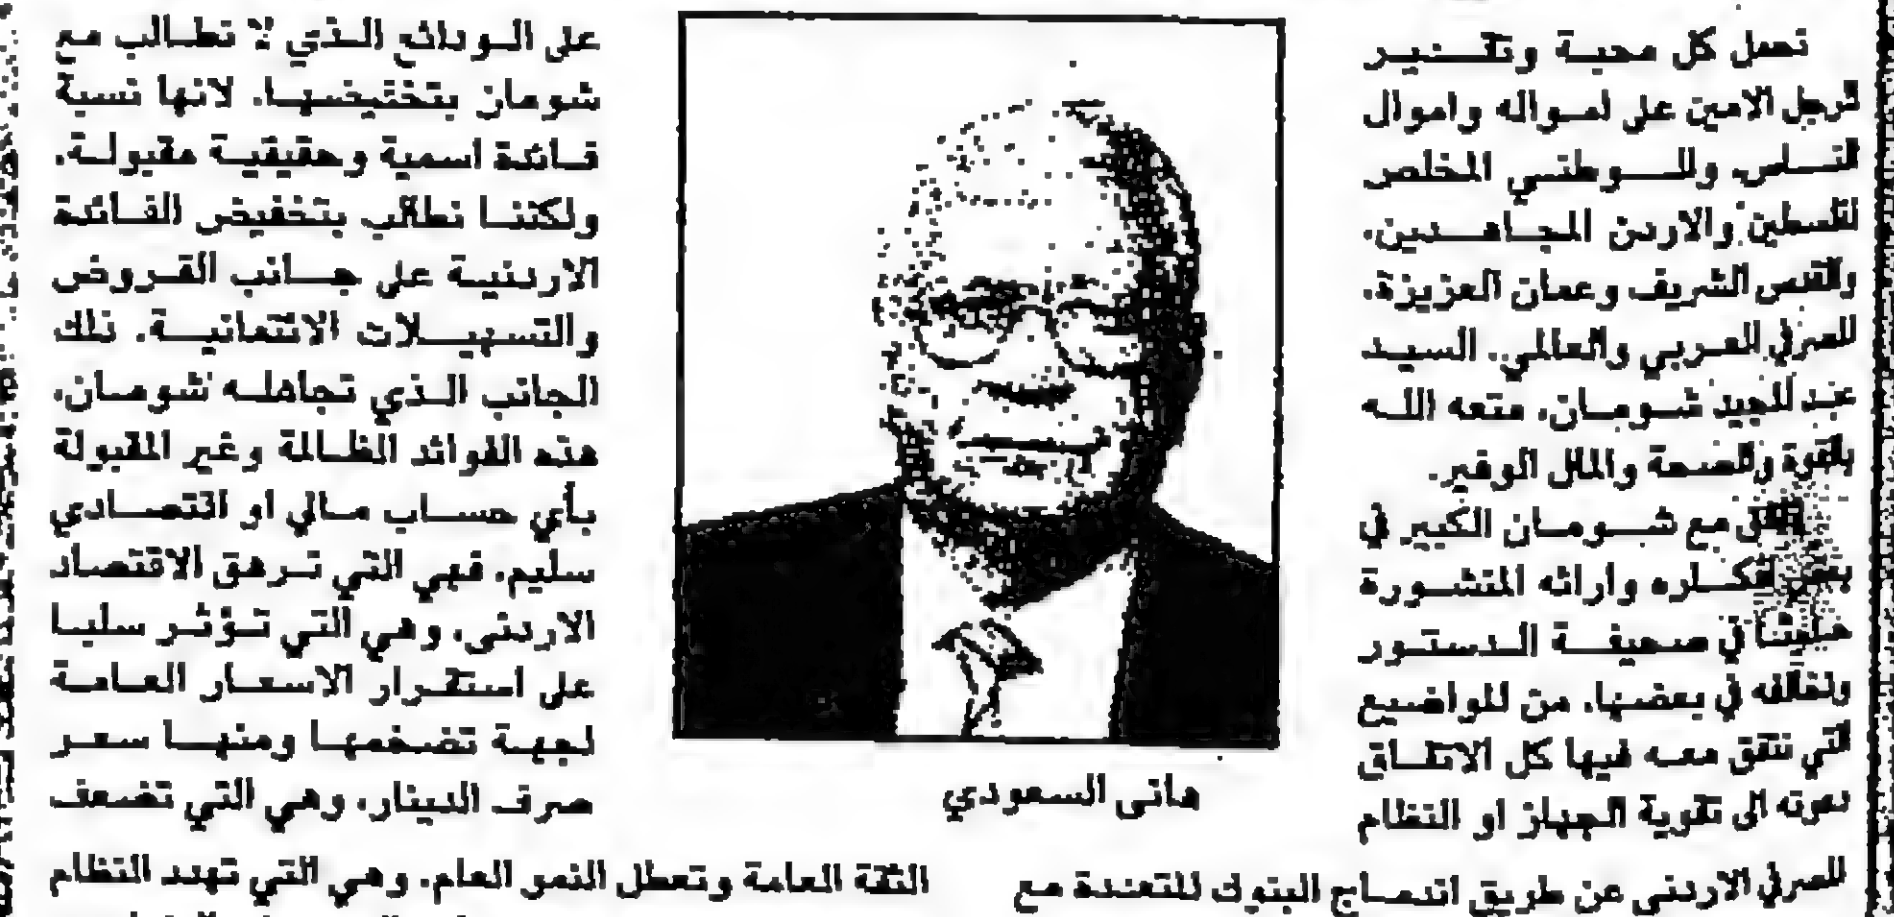 نحمل كل محبة وتقدير
للرجل الامين على امواله واموال
الناس، وللوطني المخلص
لفلسطين والاردن المجاهدين،
والقدس الشريف وعمان العزيزة،
المصرفي العربي والعالمي، السيد
عبد المجيد شومان، متعه الله
بالقوة والصحة والمال الوفير.
نتفق مع شومان الكبير في
بعض افكاره وارائه المنشورة
حديثا في صحيفة الدستور
ونخالفه في بعضها، من المواضيع
التي نتفق معه فيها كل الاتفاق
دعوته الى تقوية الجهاز او النظام
المصرفي الاردني عن طريق اندماج البنوك المتعددة مع
هاني السعودي
على الودائع الذي لا نطالب مع
شومان بتخفيضها، لانها نسبة
فائدة اسمية وحقيقية مقبولة،
ولكننا نطالب بتخفيض الفائدة
الاردنية على جانب القروض
والتسهيلات الائتمانية، ذلك
الجانب الذي تجاهله شومان،
هذه الفوائد الظالمة وغير المقبولة
بأي حساب مالي او اقتصادي
سليم، فهي التي ترهق الاقتصاد
الاردني، وهي التي تؤثر سلبا
على استقرار الاسعار العامة
لجهة تضخمها ومنها سعر
صرف الدينار، وهي التي تضعف
الثقة العامة وتعطل النمو العام، وهي التي تهدد النظام